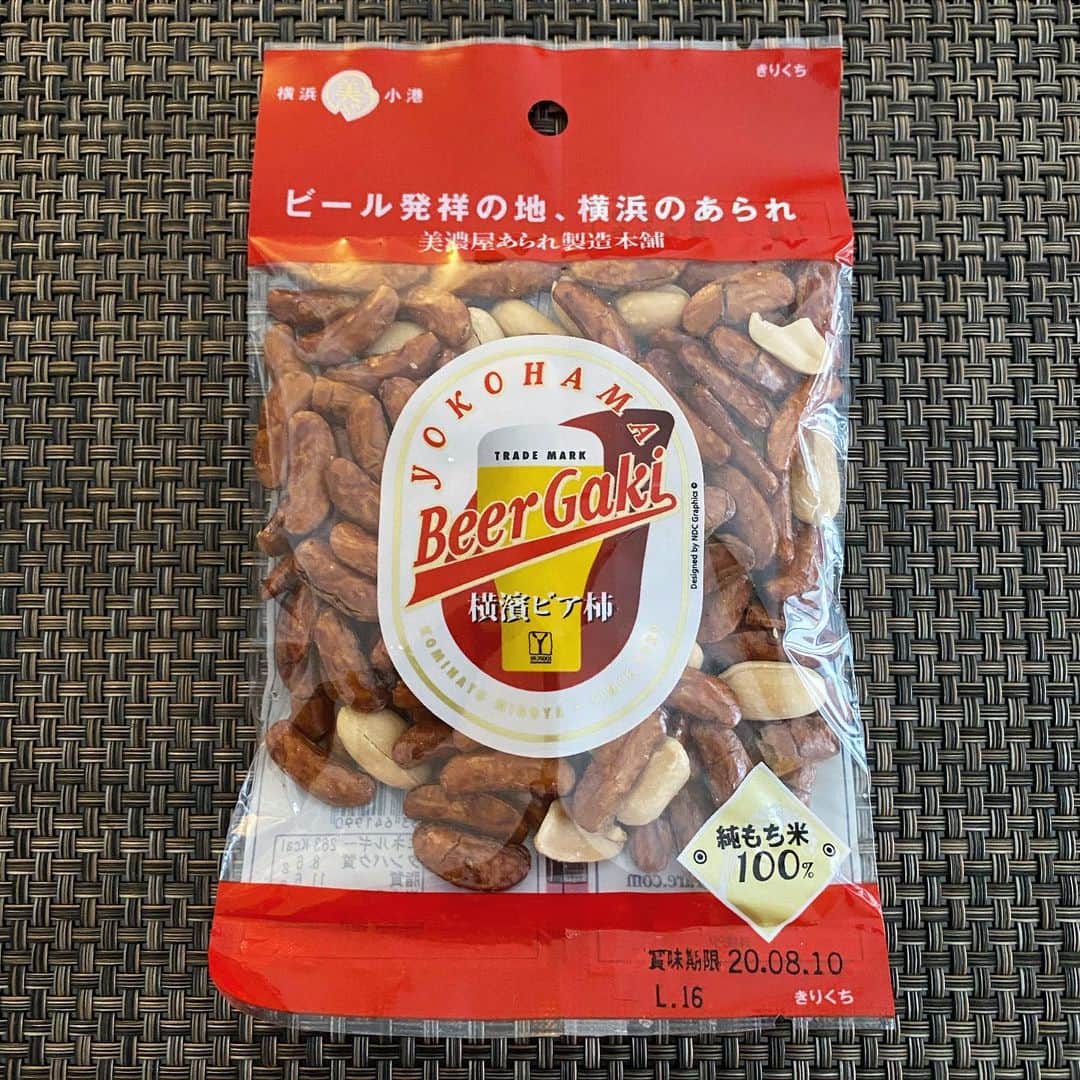 きりくち
横浜 美 小港
ビール発祥の地、横浜のあられ
美濃屋あられ製造本舗
YOKOHAMA
TRADE MARK
Beer Gaki
横濱ビア柿
Designed by NDC Graphics ©
KOMINATO MINOYA
純もち米
100%
賞味期限 20.08.10
L.16
きりくち